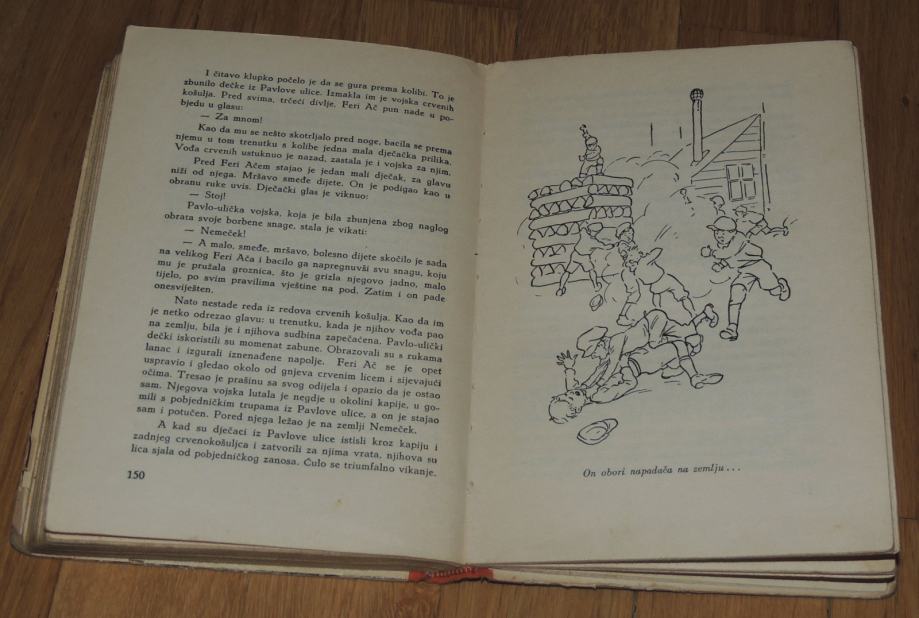 I čitavo klupko počelo je da se gura prema kolibi. To je
zbunilo dečke iz Pavlove ulice. Izmakla im je vojska crvenih
košulja. Pred svima, trčeći divlje, Feri Ač pun nade u po-
bjedu u glasu:
— Za mnom!
Kao da mu se nešto skotrljalo pred noge, bacila se prema
njemu u tom trenutku s kolibe jedna mala dječačka prilika.
Vođa crvenih ustuknuo je nazad, zastala je i vojska za njim.
Pred Feri Ačem stajao je jedan mali dječak, za glavu
niži od njega. Mršavo smeđe dijete. On je podigao kao u
obranu ruke uvis. Dječački glas je viknuo:
— Stoj!
Pavlo-ulička vojska, koja je bila zbunjena zbog naglog
obrata svoje borbene snage, stala je vikati:
— Nemeček!
— A malo, smeđe, mršavo, bolesno dijete skočilo je sada
na velikog Feri Ača i bacilo ga napregnuvši svu snagu, koju
mu je pružala groznica, što je grizla njegovo jadno, malo
tijelo, po svim pravilima vještine na pod. Zatim i on pade
onesviješten.
Nato nestade reda iz redova crvenih košulja. Kao da im
je netko odrezao glavu: u trenutku, kada je njihov vođa pao
na zemlju, bila je i njihova sudbina zapečaćena. Pavlo-ulički
dečki iskoristili su momenat zabune. Obrazovali su s rukama
lanac i izgurali iznenađene napolje. Feri Ač se je opet
uspravio i gledao okolo od gnjeva crvenim licem i sijevajući
očima. Tresao je prašinu sa svog odijela i opazio da je ostao
sam. Njegova vojska lutala je negdje u okolini kapije, u go-
mili s pobjedničkim trupama iz Pavlove ulice, a on je stajao
sam i potučen. Pored njega ležao je na zemlji Nemeček.
A kad su dječaci iz Pavlove ulice istisli kroz kapiju i
zadnjeg crvenokošuljca i zatvorili za njima vrata, njihova su
lica sjala od pobjedničkog zanosa. Čulo se triumfalno vikanje.
150
On obori napadača na zemlju . . .